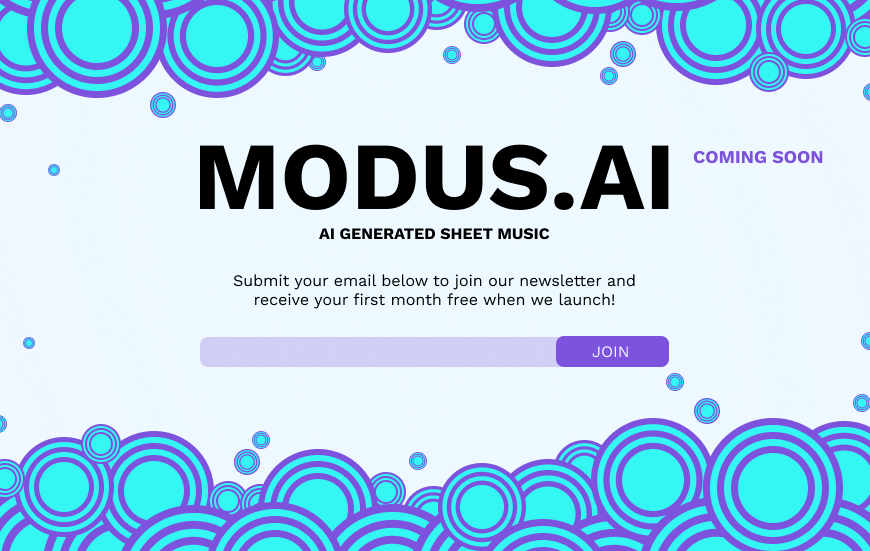 MODUS.AI
COMING SOON
AI GENERATED SHEET MUSIC
Submit your email below to join our newsletter and
receive your first month free when we launch!
JOIN